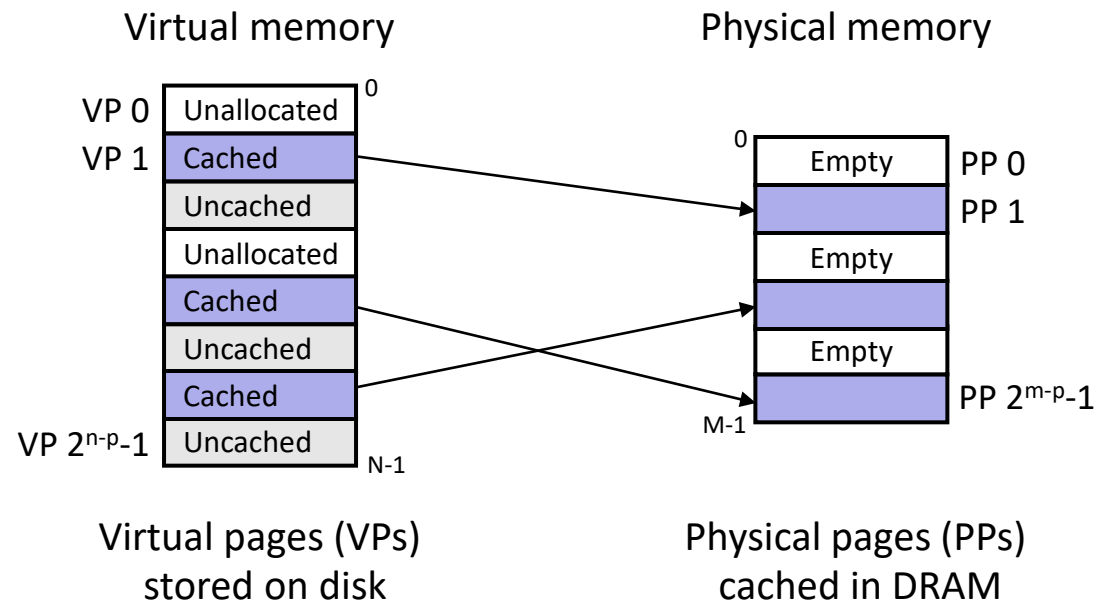 Virtual memory
Physical memory
0
VP 0 Unallocated
VP 1 Cached
Uncached
Unallocated
Cached
Uncached
Cached
VP 2ⁿ⁻ᵖ-1 Uncached
N-1
0
Empty PP 0
PP 1
Empty
Empty
PP 2ᵐ⁻ᵖ-1
M-1
Virtual pages (VPs)
stored on disk
Physical pages (PPs)
cached in DRAM